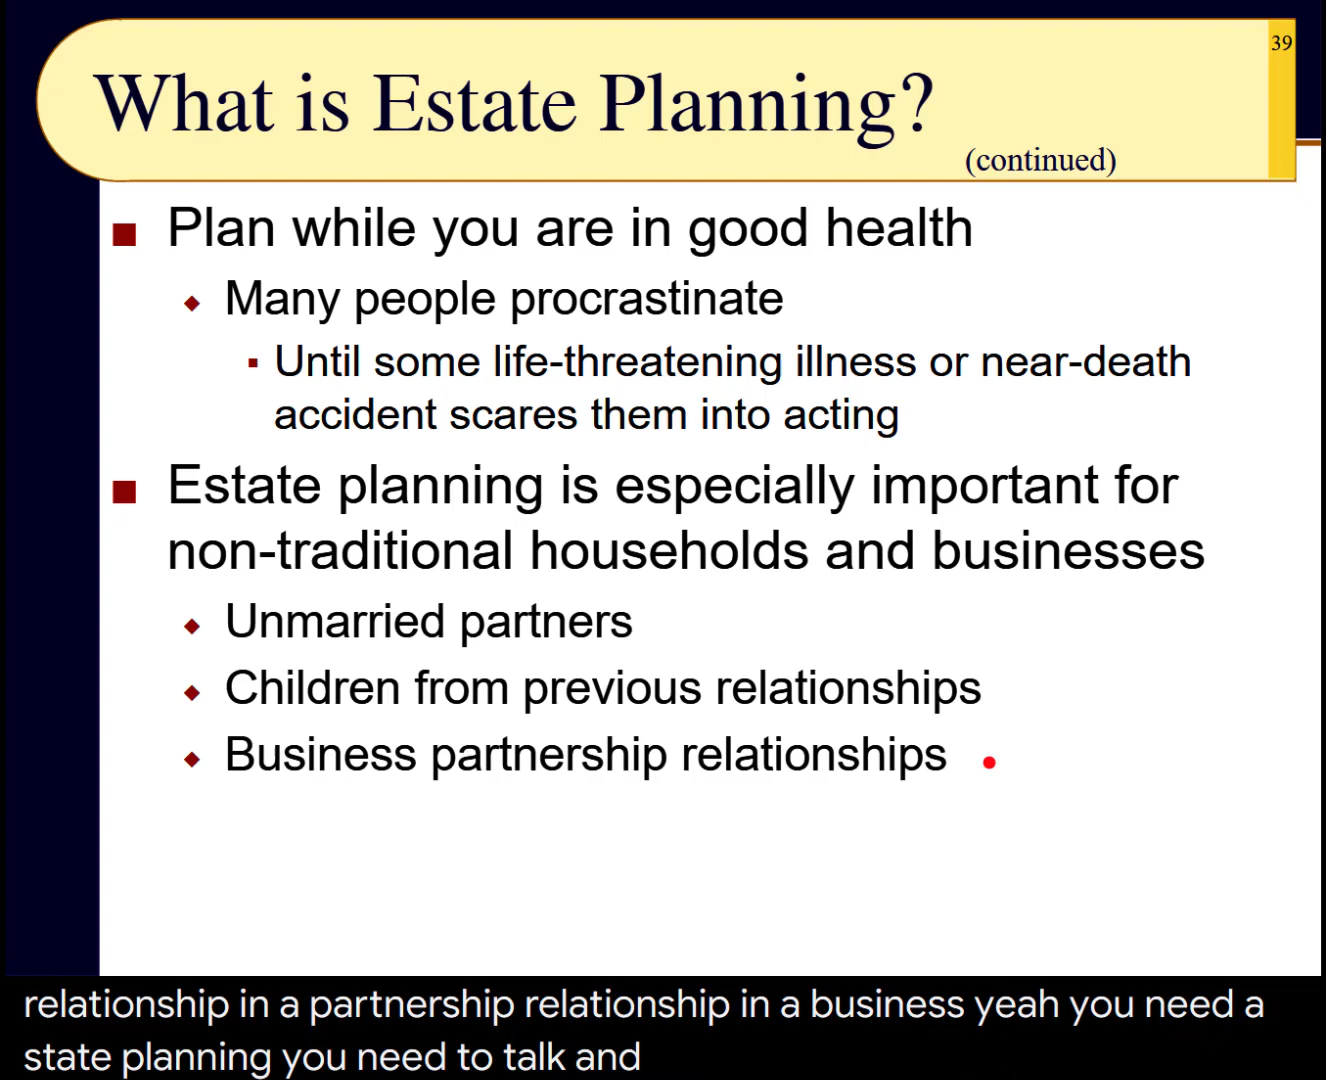 39
What is Estate Planning?
(continued)
Plan while you are in good health
Many people procrastinate
Until some life-threatening illness or near-death
accident scares them into acting
Estate planning is especially important for
non-traditional households and businesses
Unmarried partners
Children from previous relationships
Business partnership relationships
relationship in a partnership relationship in a business yeah you need a
state planning you need to talk and